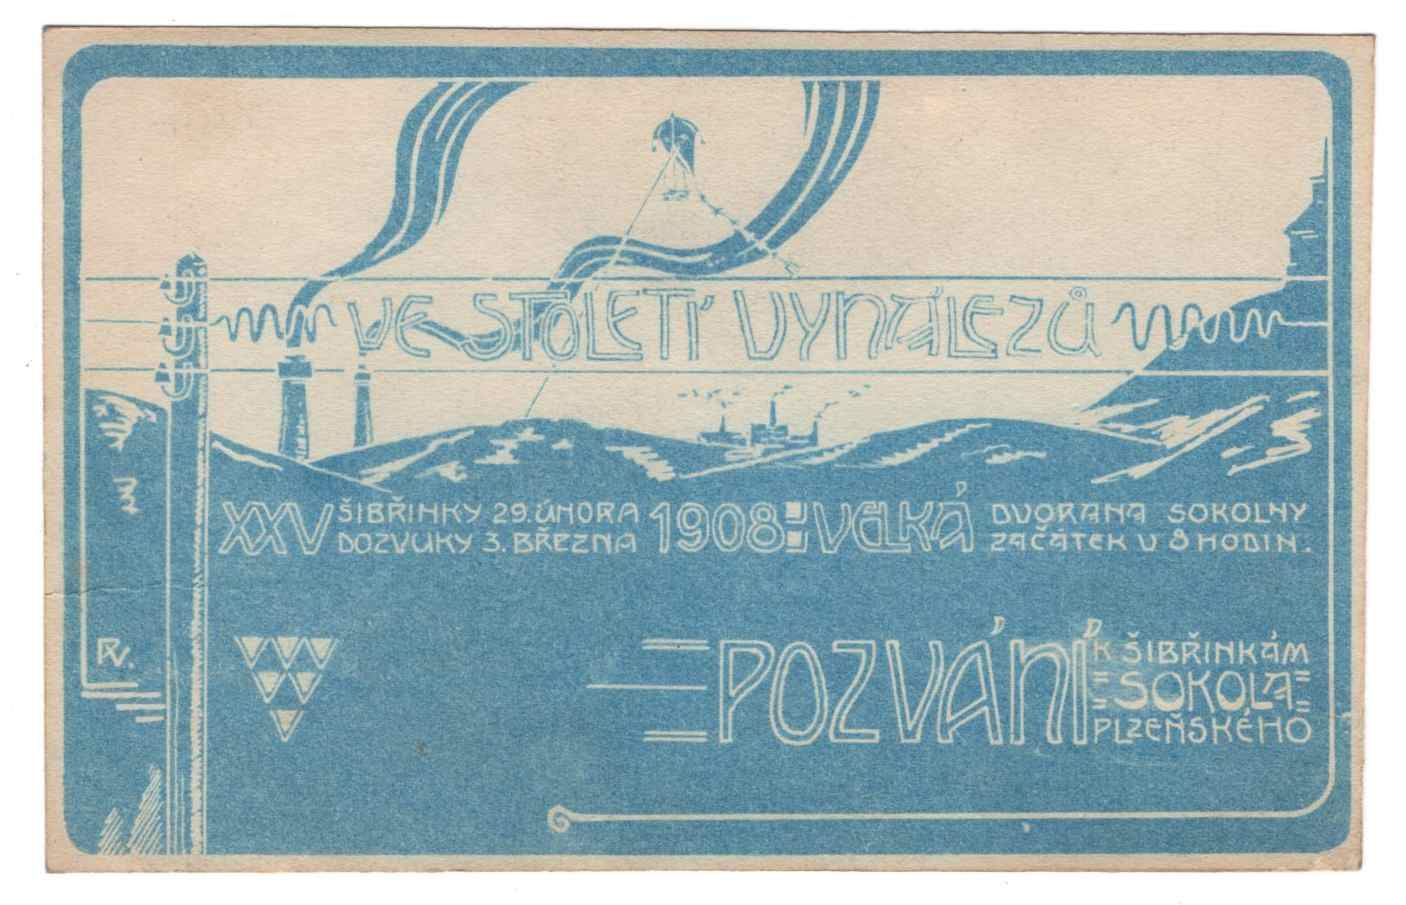 VE STOLETÍ VYNÁLEZŮ
XXV ŠIBŘINKY 29. ÚNORA 1908 VELKÁ DVORANA SOKOLNY
DOZVUKY 3. BŘEZNA ZAČÁTEK V 8 HODIN.
POZVÁNÍ K ŠIBŘINKÁM
SOKOLA
PLZEŇSKÉHO
RV.